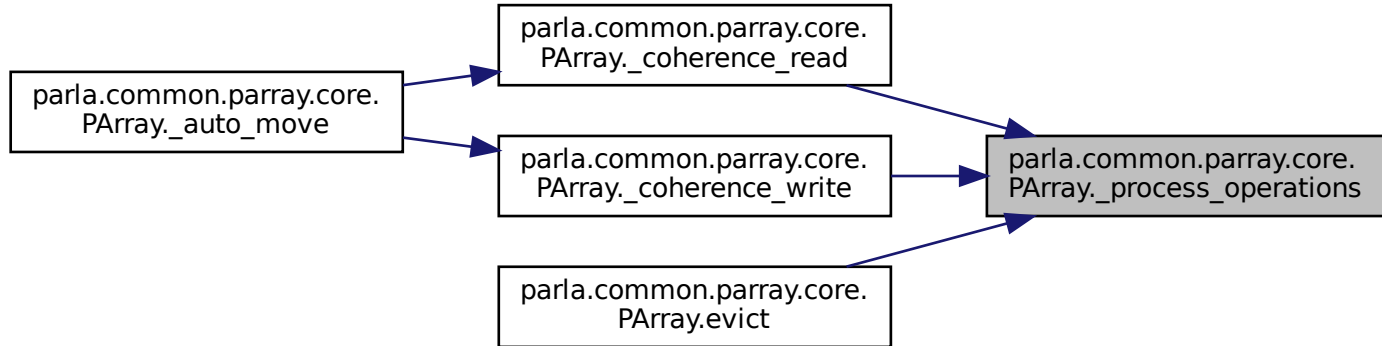 parla.common.parray.core.
PArray._coherence_read
parla.common.parray.core.
PArray._auto_move
parla.common.parray.core.
PArray._coherence_write
parla.common.parray.core.
PArray._process_operations
parla.common.parray.core.
PArray.evict